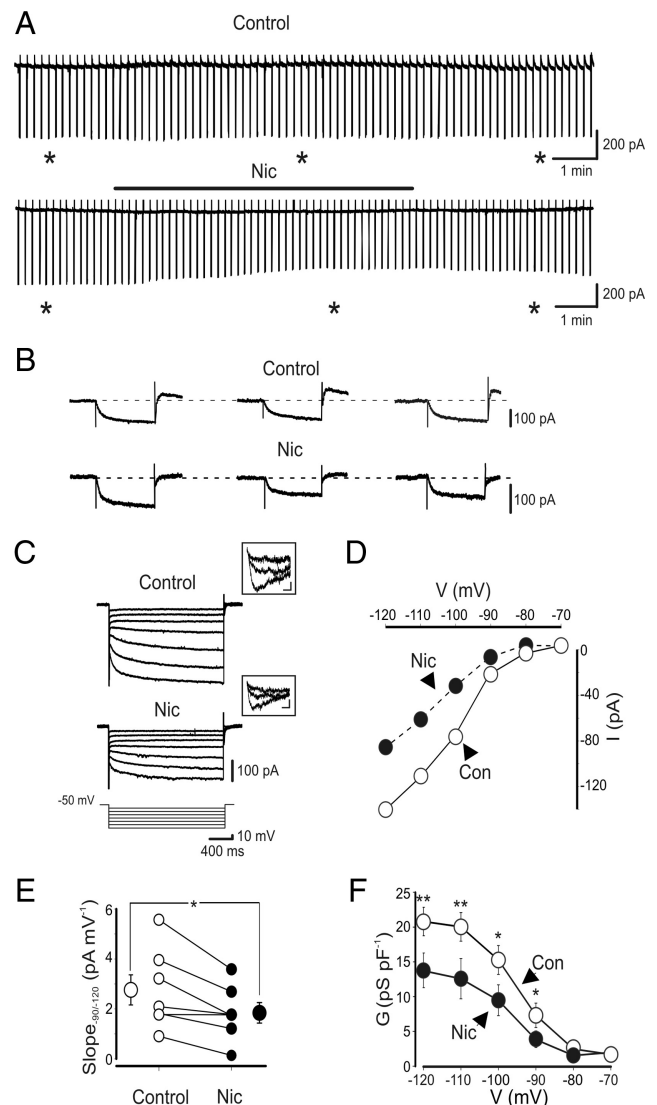 A
Control
* * *
200 pA
1 min
Nic
* * *
200 pA
1 min
B
Control
100 pA
Nic
100 pA
C
Control
Nic
100 pA
-50 mV
10 mV
400 ms
D
V (mV)
-120 -110 -100 -90 -80 -70
0
-40
-80
-120
I (pA)
Nic
Con
E
*
6
4
2
0
Slope-90/-120 (pA mV-1)
Control Nic
F
25
20
15
10
5
0
G (pS pF-1)
** ** * *
Con
Nic
-120 -110 -100 -90 -80 -70
V (mV)